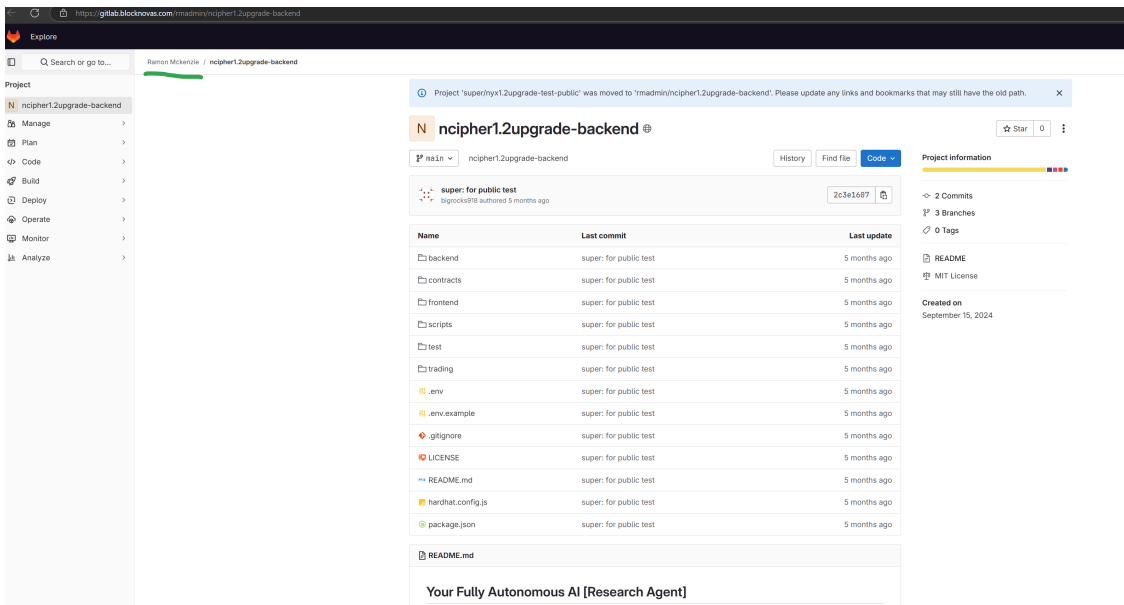 https://gitlab.blocknovas.com/rmadmin/ncipher1.2upgrade-backend
Explore
Search or go to...
Ramon Mckenzie / ncipher1.2upgrade-backend
Project
N ncipher1.2upgrade-backend
Manage
Plan
Code
Build
Deploy
Operate
Monitor
Analyze
Project 'super/nyx1.2upgrade-test-public' was moved to 'rmadmin/ncipher1.2upgrade-backend'. Please update any links and bookmarks that may still have the old path.
N ncipher1.2upgrade-backend
Star 0
main ncipher1.2upgrade-backend
History Find file Code
super: for public test
bigrocks918 authored 5 months ago
2c3e1607
Name Last commit Last update
backend super: for public test 5 months ago
contracts super: for public test 5 months ago
frontend super: for public test 5 months ago
scripts super: for public test 5 months ago
test super: for public test 5 months ago
trading super: for public test 5 months ago
.env super: for public test 5 months ago
.env.example super: for public test 5 months ago
.gitignore super: for public test 5 months ago
LICENSE super: for public test 5 months ago
README.md super: for public test 5 months ago
hardhat.config.js super: for public test 5 months ago
package.json super: for public test 5 months ago
README.md
Your Fully Autonomous AI [Research Agent]
Project information
2 Commits
3 Branches
0 Tags
README
MIT License
Created on
September 15, 2024